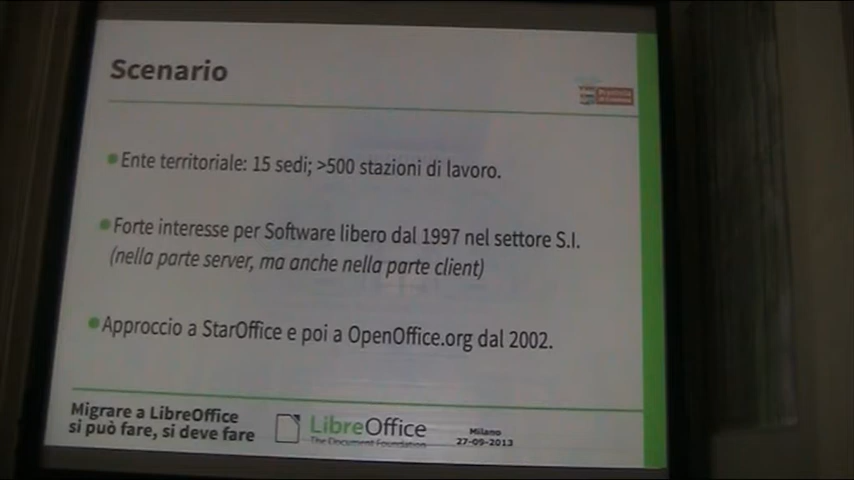 Scenario
Ente territoriale: 15 sedi; >500 stazioni di lavoro.
Forte interesse per Software libero dal 1997 nel settore S.I.
(nella parte server, ma anche nella parte client)
Approccio a StarOffice e poi a OpenOffice.org dal 2002.
Migrare a LibreOffice
si può fare, si deve fare
LibreOffice
The Document Foundation
Milano
27-09-2013